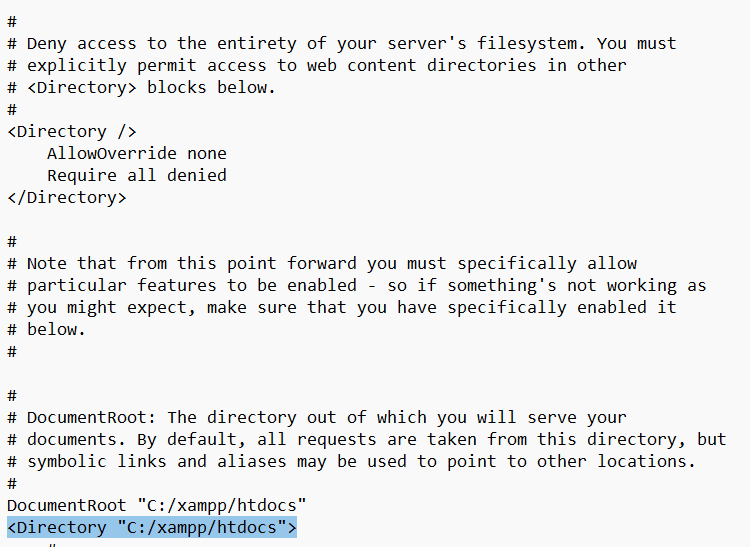 #
# Deny access to the entirety of your server's filesystem. You must
# explicitly permit access to web content directories in other
# <Directory> blocks below.
#
<Directory />
    AllowOverride none
    Require all denied
</Directory>

#
# Note that from this point forward you must specifically allow
# particular features to be enabled - so if something's not working as
# you might expect, make sure that you have specifically enabled it
# below.
#

#
# DocumentRoot: The directory out of which you will serve your
# documents. By default, all requests are taken from this directory, but
# symbolic links and aliases may be used to point to other locations.
#
DocumentRoot "C:/xampp/htdocs"
<Directory "C:/xampp/htdocs">
    #